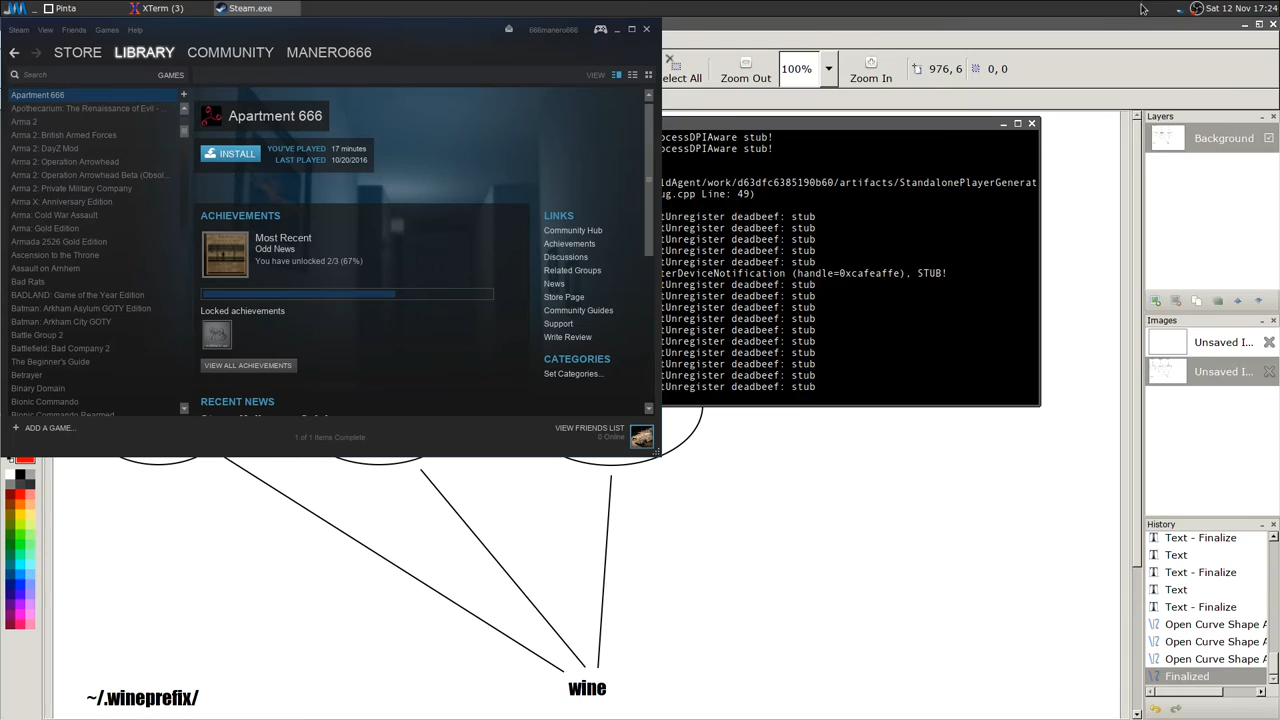 Pinta
XTerm (3)
Steam.exe
Sat 12 Nov 17:24
Steam View Friends Games Help
666manero666
STORE LIBRARY COMMUNITY MANERO666
Search GAMES
VIEW
Apartment 666
Apothecarium: The Renaissance of Evil - ...
Arma 2
Arma 2: British Armed Forces
Arma 2: DayZ Mod
Arma 2: Operation Arrowhead
Arma 2: Operation Arrowhead Beta (Obsol...
Arma 2: Private Military Company
Arma X: Anniversary Edition
Arma: Cold War Assault
Arma: Gold Edition
Armada 2526 Gold Edition
Ascension to the Throne
Assault on Arnhem
Bad Rats
BADLAND: Game of the Year Edition
Batman: Arkham Asylum GOTY Edition
Batman: Arkham City GOTY
Battle Group 2
Battlefield: Bad Company 2
The Beginner's Guide
Betrayer
Binary Domain
Bionic Commando
Bionic Commando Rearmed
Apartment 666
INSTALL
YOU'VE PLAYED 17 minutes
LAST PLAYED 10/20/2016
ACHIEVEMENTS
Most Recent
Odd News
You have unlocked 2/3 (67%)
Locked achievements
VIEW ALL ACHIEVEMENTS
RECENT NEWS
LINKS
Community Hub
Achievements
Discussions
Related Groups
News
Store Page
Community Guides
Support
Write Review
CATEGORIES
Set Categories...
ADD A GAME...
1 of 1 Items Complete
VIEW FRIENDS LIST
0 Online
elect All
Zoom Out
100%
Zoom In
976, 6
0, 0
ocessDPIAware stub!
ocessDPIAware stub!
ldAgent/work/d63dfc6385190b60/artifacts/StandalonePlayerGenerat
ug.cpp Line: 49)
tUnregister deadbeef: stub
tUnregister deadbeef: stub
tUnregister deadbeef: stub
tUnregister deadbeef: stub
tUnregister deadbeef: stub
terDeviceNotification (handle=0xcafeaffe), STUB!
tUnregister deadbeef: stub
tUnregister deadbeef: stub
tUnregister deadbeef: stub
tUnregister deadbeef: stub
tUnregister deadbeef: stub
tUnregister deadbeef: stub
tUnregister deadbeef: stub
tUnregister deadbeef: stub
tUnregister deadbeef: stub
tUnregister deadbeef: stub
Layers
Background
Images
Unsaved I...
Unsaved I...
History
Text - Finalize
Text
Text - Finalize
Text
Text - Finalize
Open Curve Shape A
Open Curve Shape A
Open Curve Shape A
Finalized
~/.wineprefix/
wine